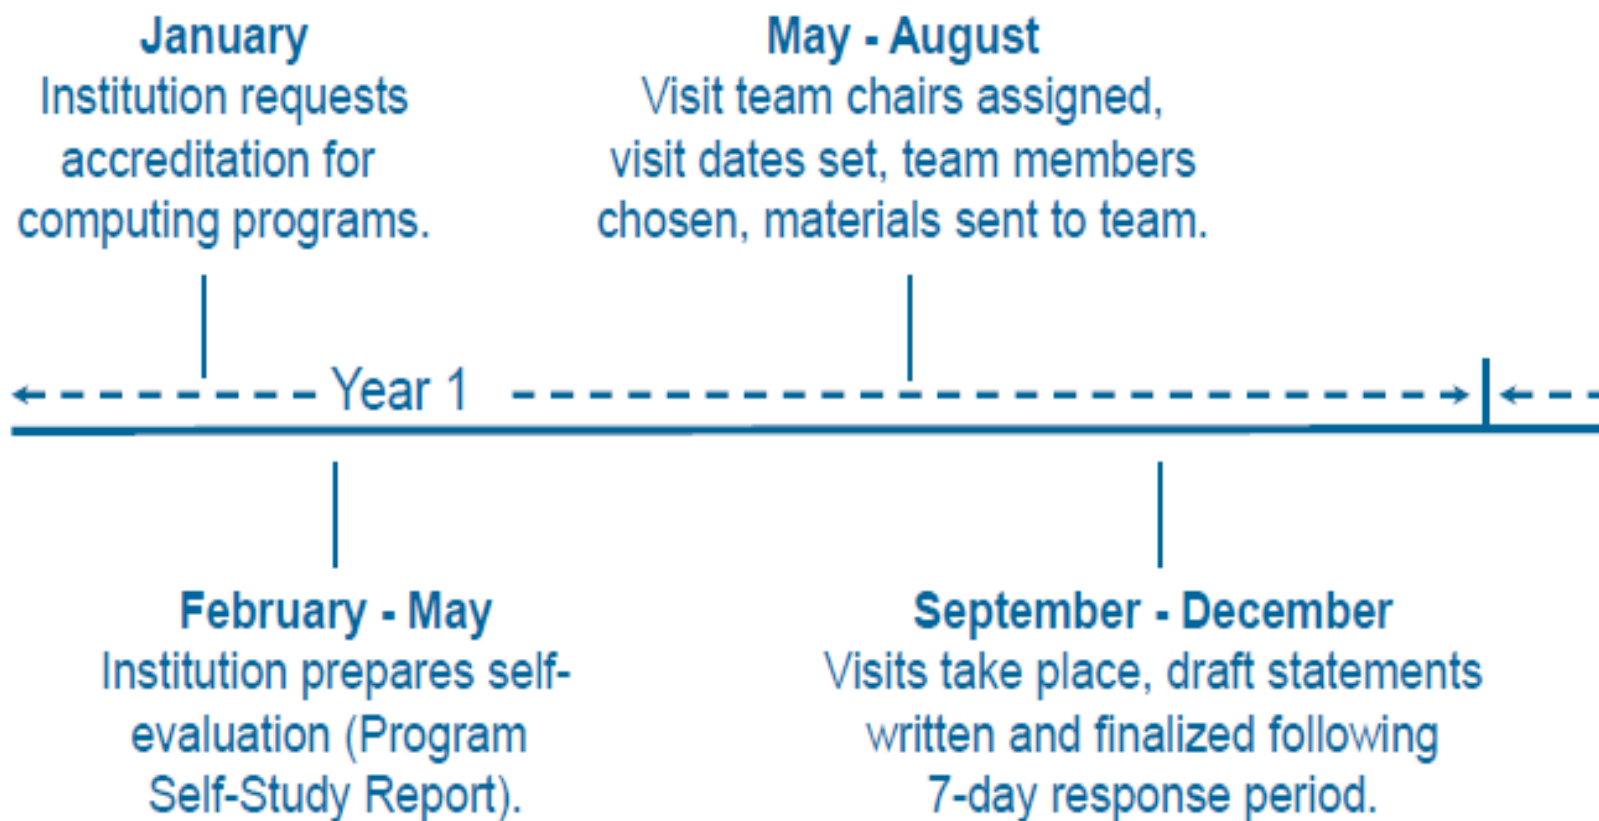 January
Institution requests
accreditation for
computing programs.
May - August
Visit team chairs assigned,
visit dates set, team members
chosen, materials sent to team.
Year 1
February - May
Institution prepares self-
evaluation (Program
Self-Study Report).
September - December
Visits take place, draft statements
written and finalized following
7-day response period.